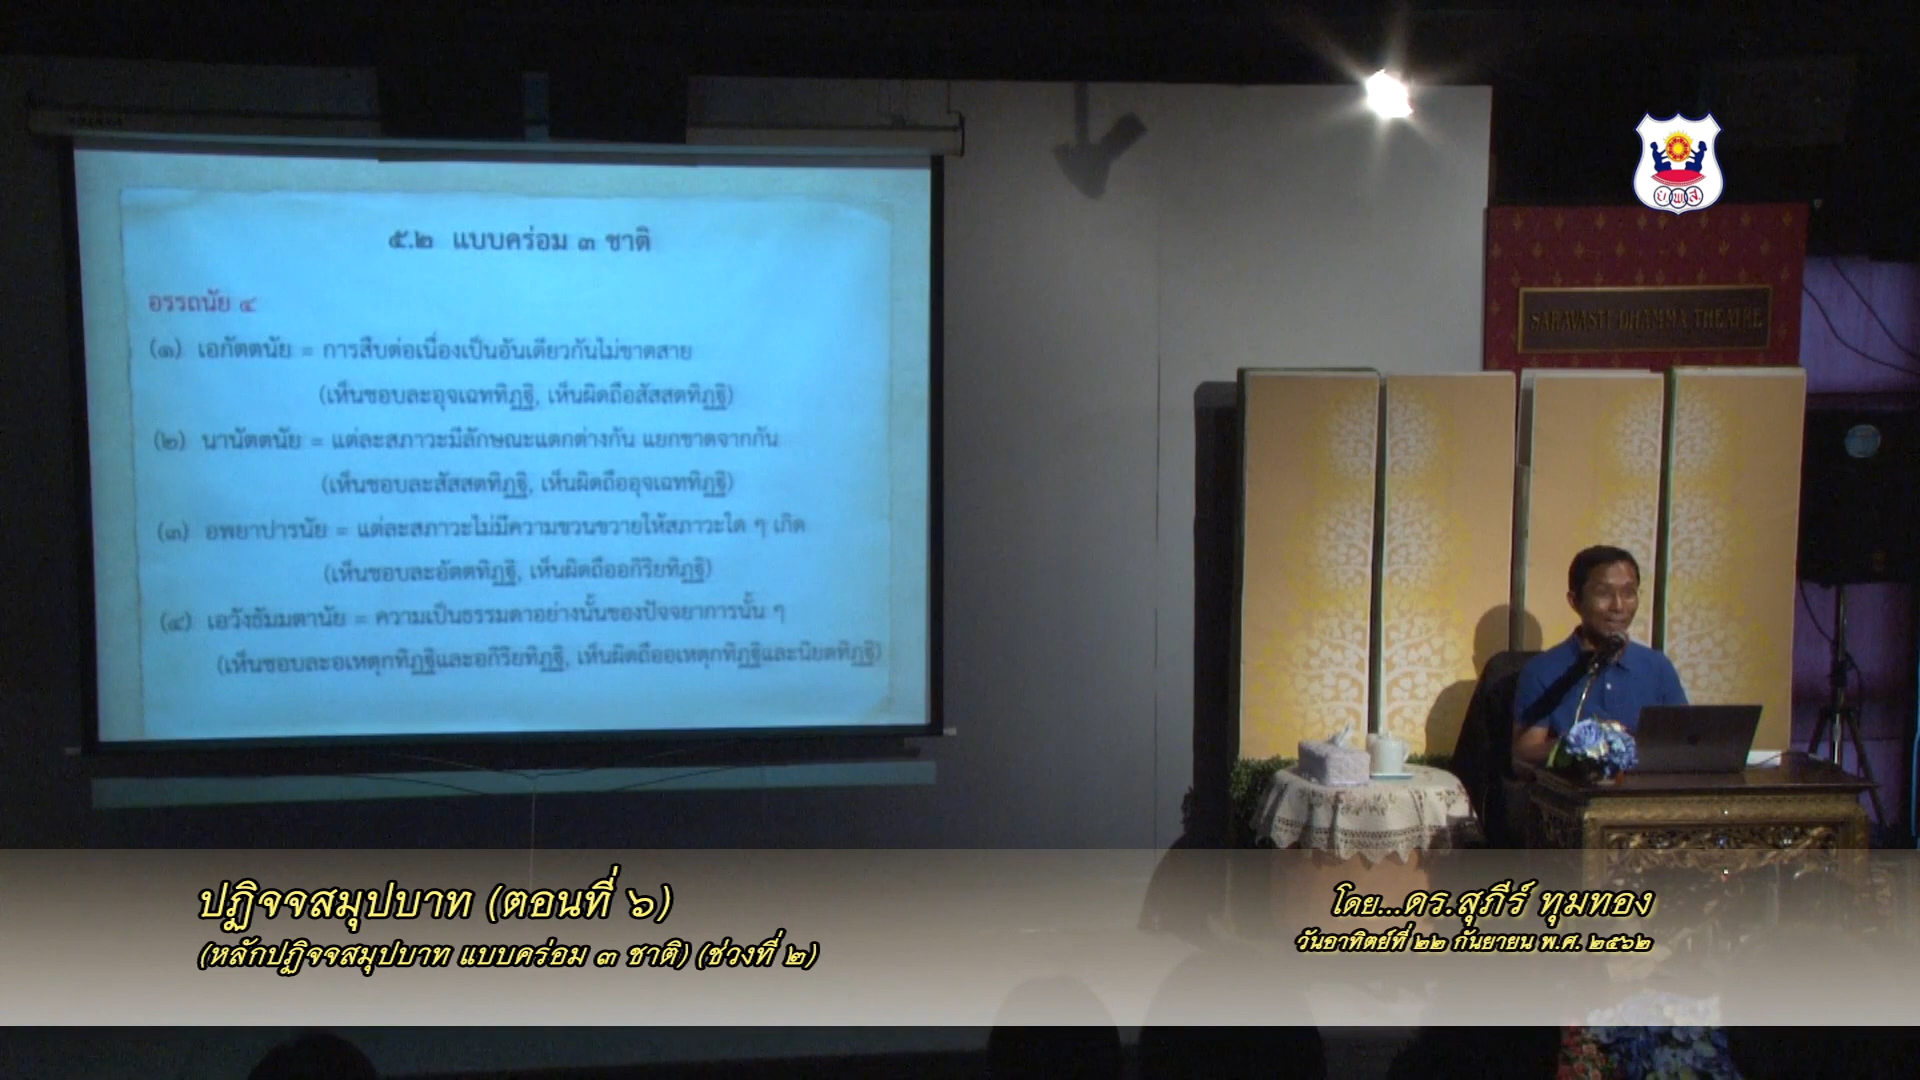 ๕.๒ แบบคร่อม ๓ ชาติ
อรรถนัย ๔
(๑) เอกัตตนัย = การสืบต่อเนื่องเป็นอันเดียวกันไม่ขาดสาย
(เห็นชอบละอุจเฉททิฏฐิ, เห็นผิดถือสัสสตทิฏฐิ)
(๒) นานัตตนัย = แต่ละสภาวะมีลักษณะแตกต่างกัน แยกขาดจากกัน
(เห็นชอบละสัสสตทิฏฐิ, เห็นผิดถืออุจเฉททิฏฐิ)
(๓) อพยาปารนัย = แต่ละสภาวะไม่มีความขวนขวายให้สภาวะใด ๆ เกิด
(เห็นชอบละอัตตทิฏฐิ, เห็นผิดถืออกิริยทิฏฐิ)
(๔) เอวังธัมมตานัย = ความเป็นธรรมดาอย่างนั้นของปัจจยาการนั้น ๆ
(เห็นชอบละอเหตุกทิฏฐิและอกิริยทิฏฐิ, เห็นผิดถืออเหตุกทิฏฐิและนิยตทิฏฐิ)
บ้.พ.ส.
SARAVASTI DHAMMA THEATRE
ปฏิจจสมุปบาท (ตอนที่ ๖)
(หลักปฏิจจสมุปบาท แบบคร่อม ๓ ชาติ) (ช่วงที่ ๒)
โดย...ดร.สุภีร์ ทุมทอง
วันอาทิตย์ที่ ๒๒ กันยายน พ.ศ. ๒๕๖๒